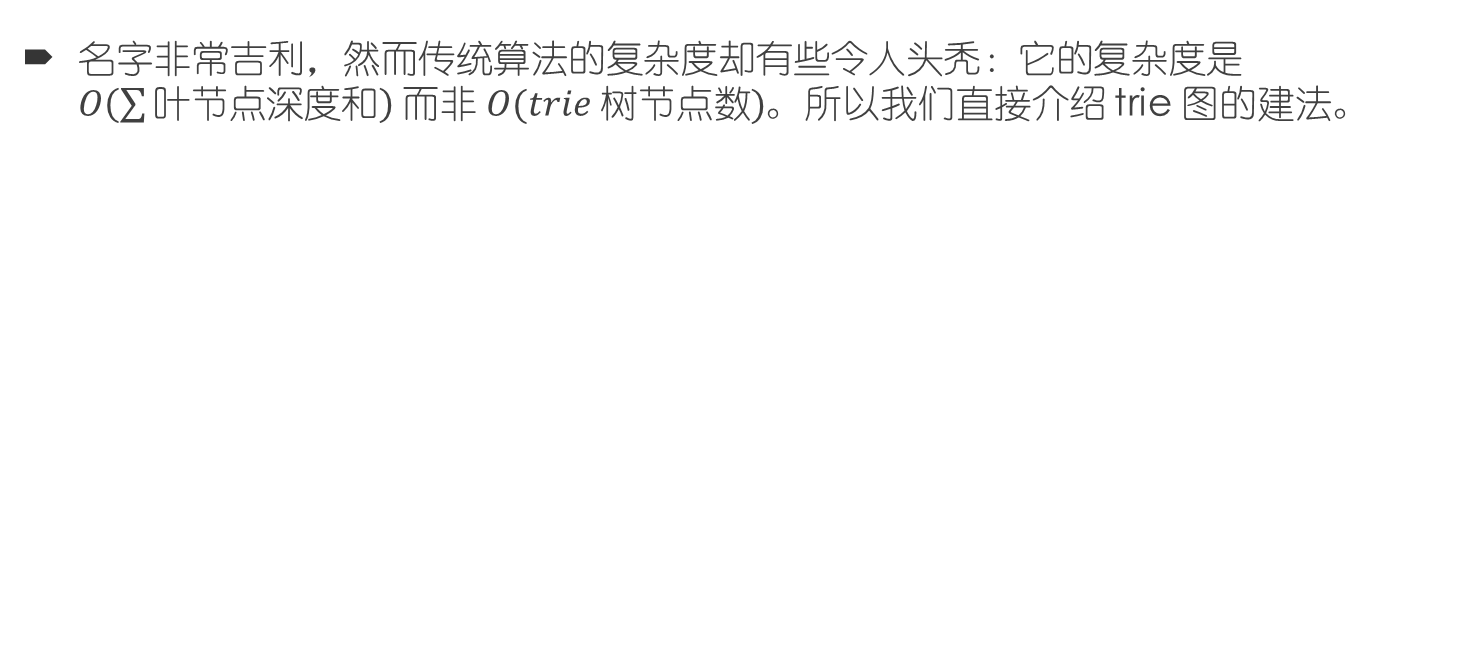 名字非常吉利，然而传统算法的复杂度却有些令人头秃：它的复杂度是
O(∑叶节点深度和) 而非 O(trie 树节点数)。所以我们直接介绍 trie 图的建法。